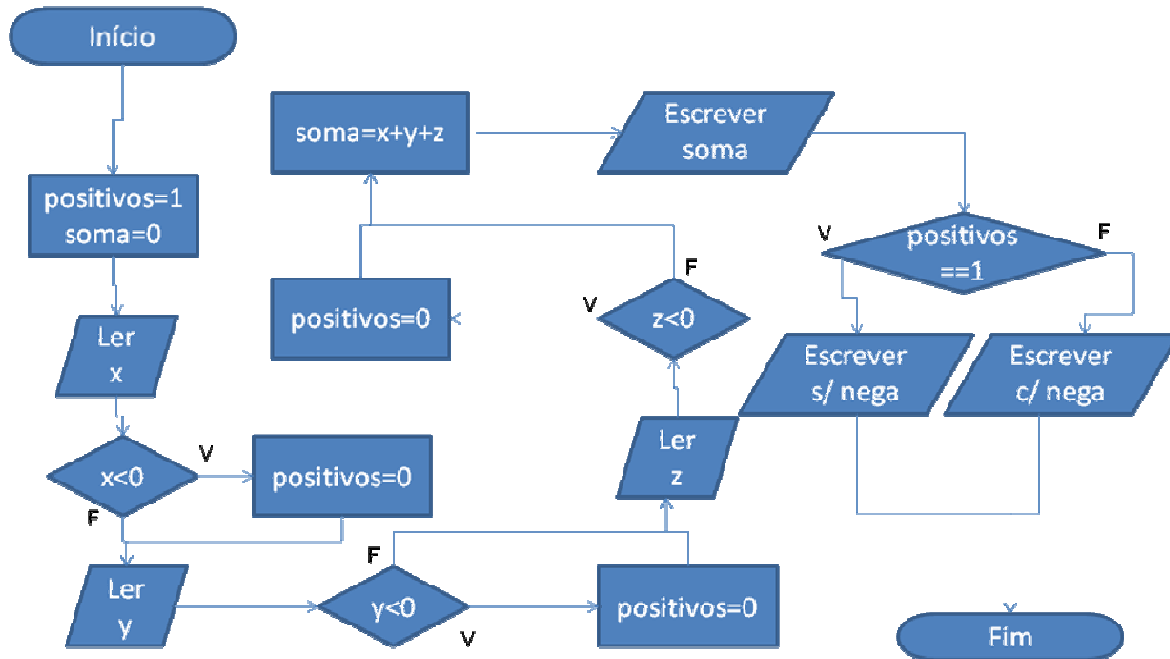 Início
positivos=1
soma=0
Ler
x
x<0
V
F
positivos=0
Ler
y
y<0
F
V
positivos=0
Ler
z
z<0
F
V
positivos=0
soma=x+y+z
Escrever
soma
positivos
==1
V
F
Escrever
s/ nega
Escrever
c/ nega
Fim